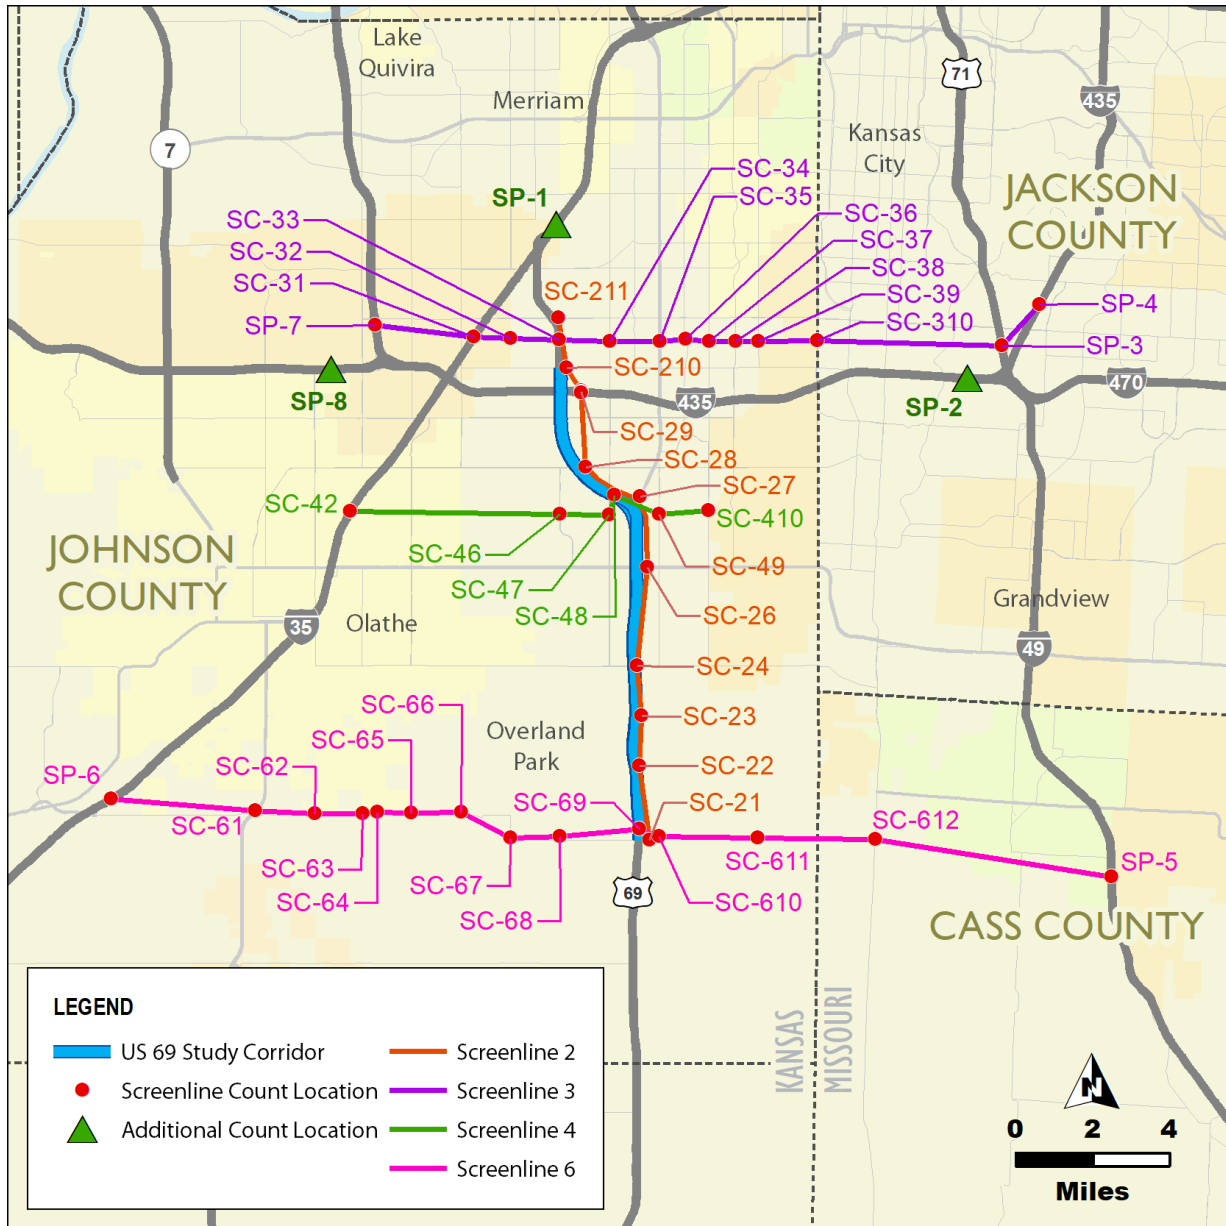 Lake
Quivira
Merriam
71
435
7
Kansas
City
JACKSON
COUNTY
SP-1
SC-34
SC-35
SC-33
SC-36
SC-32
SC-37
SC-31
SC-38
SC-211
SC-39
SP-4
SP-7
SC-310
SP-3
SC-210
SP-8
435
SP-2
470
SC-29
SC-28
SC-27
SC-42
SC-410
JOHNSON
COUNTY
SC-46
SC-49
SC-47
SC-48
SC-26
Grandview
35
Olathe
49
SC-24
SC-66
SC-23
SC-65
Overland
Park
SC-62
SC-22
SP-6
SC-69
SC-21
SC-61
SC-612
SC-63
SC-611
SP-5
SC-67
SC-64
SC-68
69
SC-610
CASS COUNTY
KANSAS
MISSOURI
LEGEND
US 69 Study Corridor
Screenline Count Location
Additional Count Location
Screenline 2
Screenline 3
Screenline 4
Screenline 6
N
0 2 4
Miles